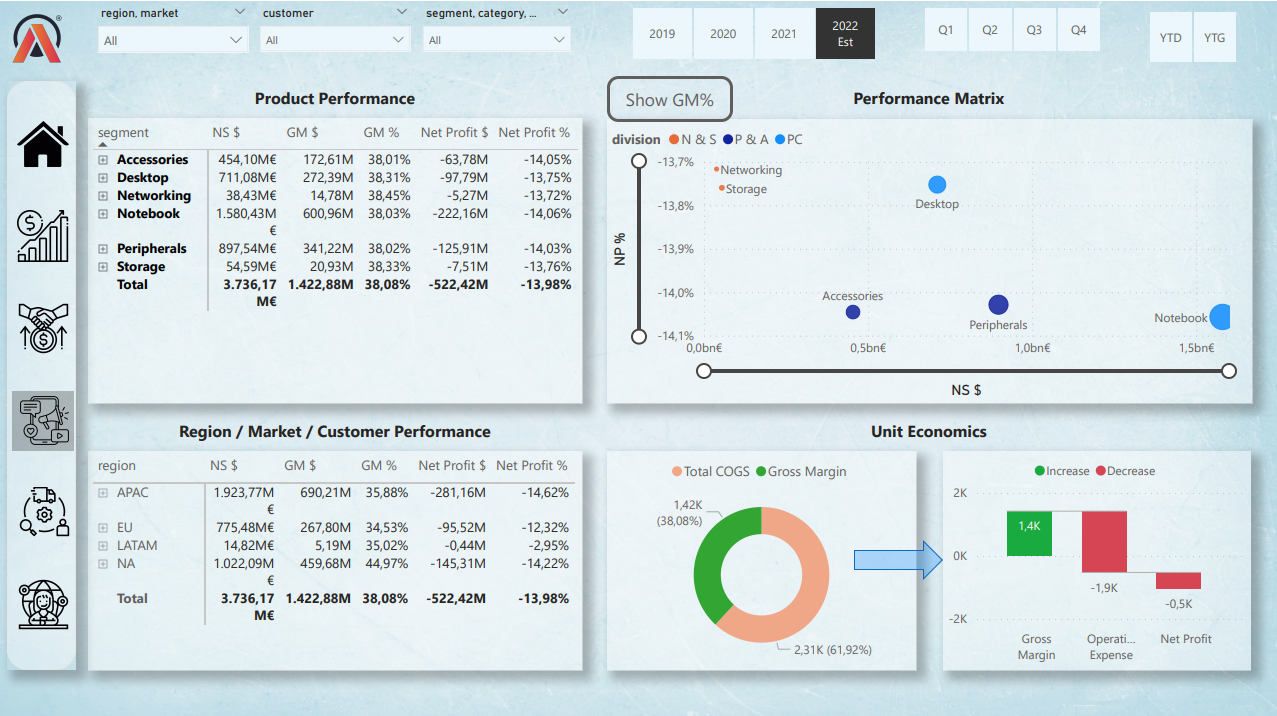 region, market
customer
segment, category, ...
All
All
All
2019
2020
2021
2022
Est
Q1
Q2
Q3
Q4
YTD
YTG
Product Performance
segment NS $ GM $ GM % Net Profit $ Net Profit %
Accessories 454,10M€ 172,61M 38,01% -63,78M -14,05%
Desktop 711,08M€ 272,39M 38,31% -97,79M -13,75%
Networking 38,43M€ 14,78M 38,45% -5,27M -13,72%
Notebook 1.580,43M 600,96M 38,03% -222,16M -14,06%
€
Peripherals 897,54M€ 341,22M 38,02% -125,91M -14,03%
Storage 54,59M€ 20,93M 38,33% -7,51M -13,76%
Total 3.736,17 1.422,88M 38,08% -522,42M -13,98%
M€
Show GM%
Performance Matrix
division N & S P & A PC
NP %
-13,7%
-13,8%
-13,9%
-14,0%
-14,1%
Networking
Storage
Desktop
Accessories
Peripherals
Notebook
0,0bn€ 0,5bn€ 1,0bn€ 1,5bn€
NS $
Region / Market / Customer Performance
region NS $ GM $ GM % Net Profit $ Net Profit %
APAC 1.923,77M 690,21M 35,88% -281,16M -14,62%
€
EU 775,48M€ 267,80M 34,53% -95,52M -12,32%
LATAM 14,82M€ 5,19M 35,02% -0,44M -2,95%
NA 1.022,09M 459,68M 44,97% -145,31M -14,22%
€
Total 3.736,17 1.422,88M 38,08% -522,42M -13,98%
M€
Unit Economics
Total COGS Gross Margin
1,42K
(38,08%)
2,31K (61,92%)
Increase Decrease
2K
0K
-2K
1,4K
-1,9K
-0,5K
Gross
Margin
Operati...
Expense
Net Profit